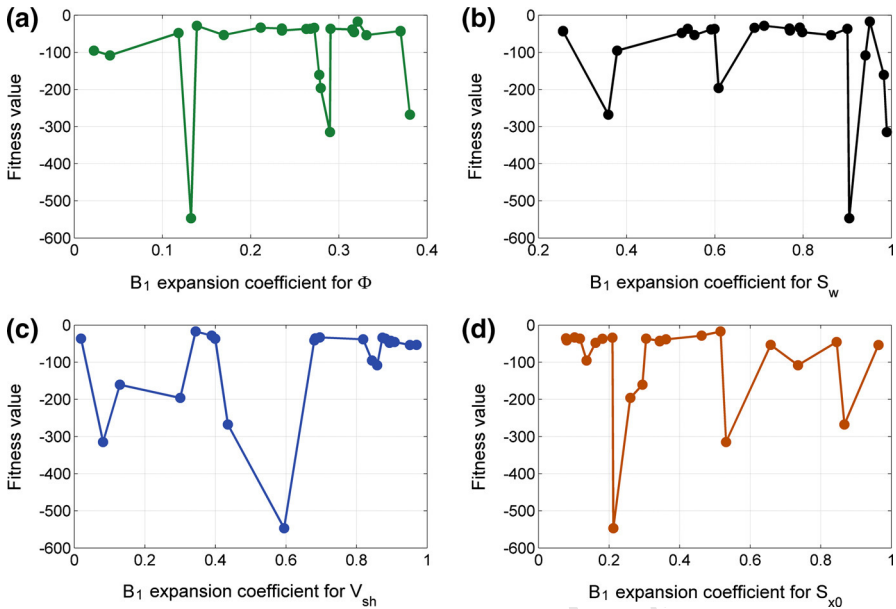 (a)
0
-100
-200
-300
-400
-500
-600
Fitness value
0 0.1 0.2 0.3 0.4
B1 expansion coefficient for Φ
(b)
0
-100
-200
-300
-400
-500
-600
Fitness value
0.2 0.4 0.6 0.8 1
B1 expansion coefficient for Sw
(c)
0
-100
-200
-300
-400
-500
-600
Fitness value
0 0.2 0.4 0.6 0.8 1
B1 expansion coefficient for Vsh
(d)
0
-100
-200
-300
-400
-500
-600
Fitness value
0 0.2 0.4 0.6 0.8 1
B1 expansion coefficient for Sx0